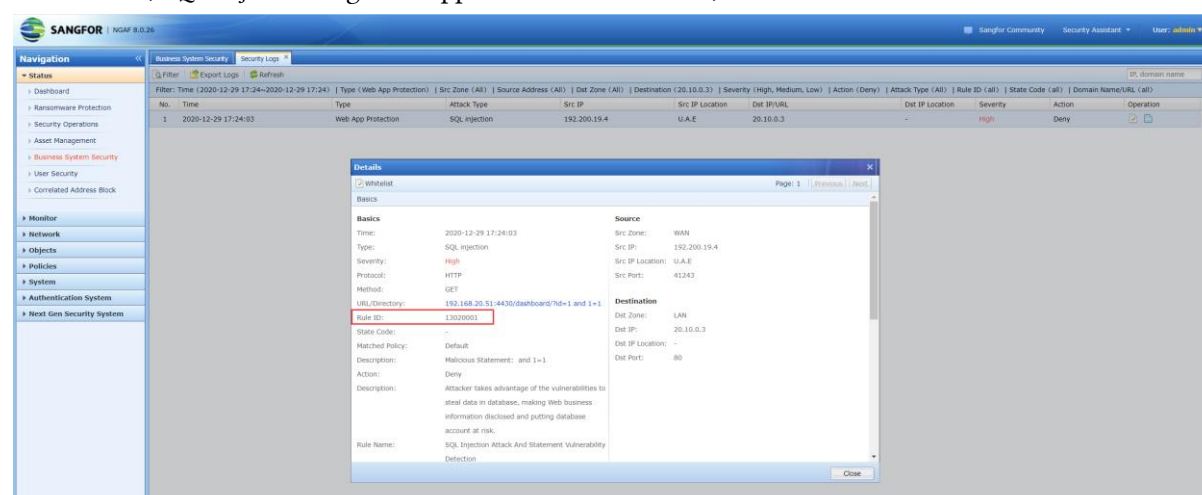 SANGFOR | NGAF 8.0.26
Sangfor Community Security Assistant User: admin
Navigation
Business System Security Security Logs
Status
Filter Export Logs Refresh
IP, domain name
Dashboard
Filter: Time (2020-12-29 17:24~2020-12-29 17:24) | Type (Web App Protection) | Src Zone (All) | Source Address (All) | Dst Zone (All) | Destination (20.10.0.3) | Severity (High, Medium, Low) | Action (Deny) | Attack Type (All) | Rule ID (all) | State Code (all) | Domain Name/URL (all)
Ransomware Protection
No. Time Type Attack Type Src IP Src IP Location Dst IP/URL Dst IP Location Severity Action Operation
1 2020-12-29 17:24:03 Web App Protection SQL injection 192.200.19.4 U.A.E 20.10.0.3 - High Deny
Security Operations
Asset Management
Business System Security
User Security
Correlated Address Block
Monitor
Network
Objects
Policies
System
Authentication System
Next Gen Security System
Details
Whitelist Page: 1 Previous Next
Basics
Basics Source
Time: 2020-12-29 17:24:03 Src Zone: WAN
Type: SQL injection Src IP: 192.200.19.4
Severity: High Src IP Location: U.A.E
Protocol: HTTP Src Port: 41243
Method: GET
URL/Directory: 192.168.20.51:4430/dashboard/?id=1 and 1=1 Destination
Rule ID: 13020001 Dst Zone: LAN
State Code: - Dst IP: 20.10.0.3
Matched Policy: Default Dst IP Location: -
Description: Malicious Statement: and 1=1 Dst Port: 80
Action: Deny
Description: Attacker takes advantage of the vulnerabilities to
steal data in database, making Web business
information disclosed and putting database
account at risk.
Rule Name: SQL Injection Attack And Statement Vulnerability
Detection
Close